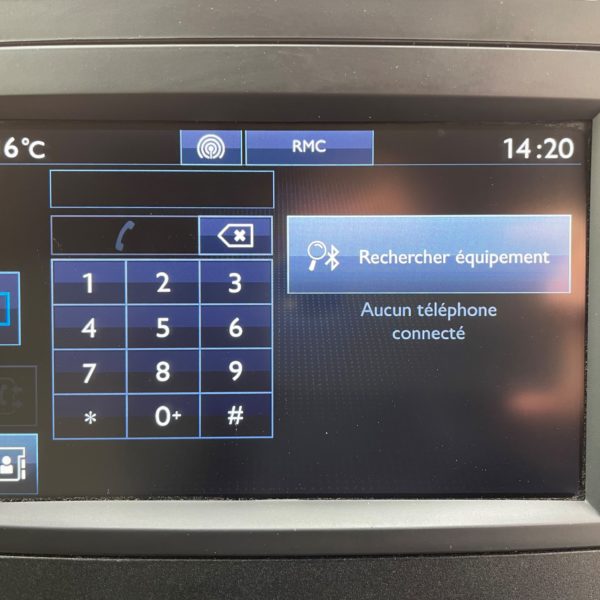 6°C
RMC
14:20
1 2 3
4 5 6
7 8 9
* 0+ #
Rechercher équipement
Aucun téléphone
connecté